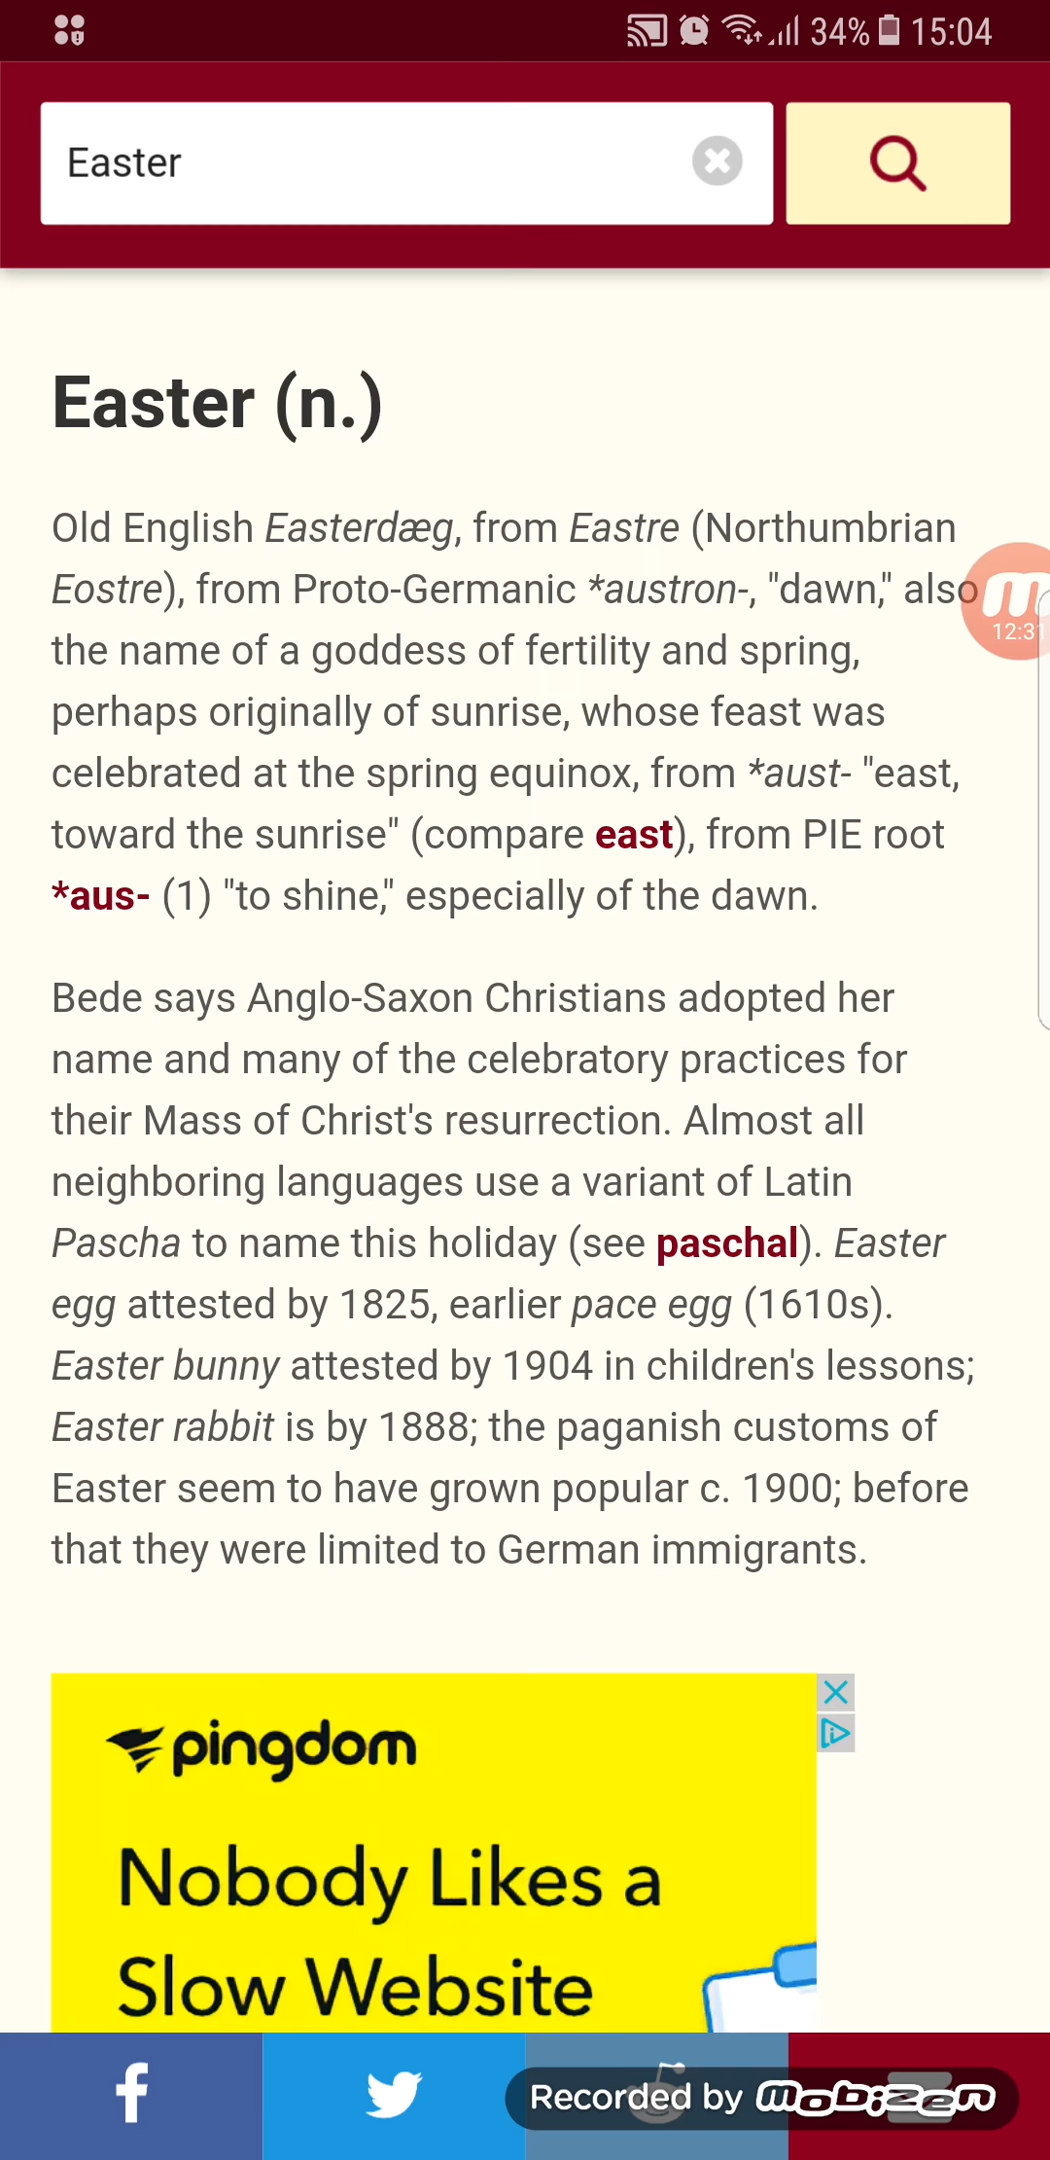 34% 15:04
Easter
Easter (n.)
Old English Easterdæg, from Eastre (Northumbrian
Eostre), from Proto-Germanic *austron-, "dawn," also
12:31
the name of a goddess of fertility and spring,
perhaps originally of sunrise, whose feast was
celebrated at the spring equinox, from *aust- "east,
toward the sunrise" (compare east), from PIE root
*aus- (1) "to shine," especially of the dawn.
Bede says Anglo-Saxon Christians adopted her
name and many of the celebratory practices for
their Mass of Christ's resurrection. Almost all
neighboring languages use a variant of Latin
Pascha to name this holiday (see paschal). Easter
egg attested by 1825, earlier pace egg (1610s).
Easter bunny attested by 1904 in children's lessons;
Easter rabbit is by 1888; the paganish customs of
Easter seem to have grown popular c. 1900; before
that they were limited to German immigrants.
pingdom
Nobody Likes a
Slow Website
Recorded by mobizen